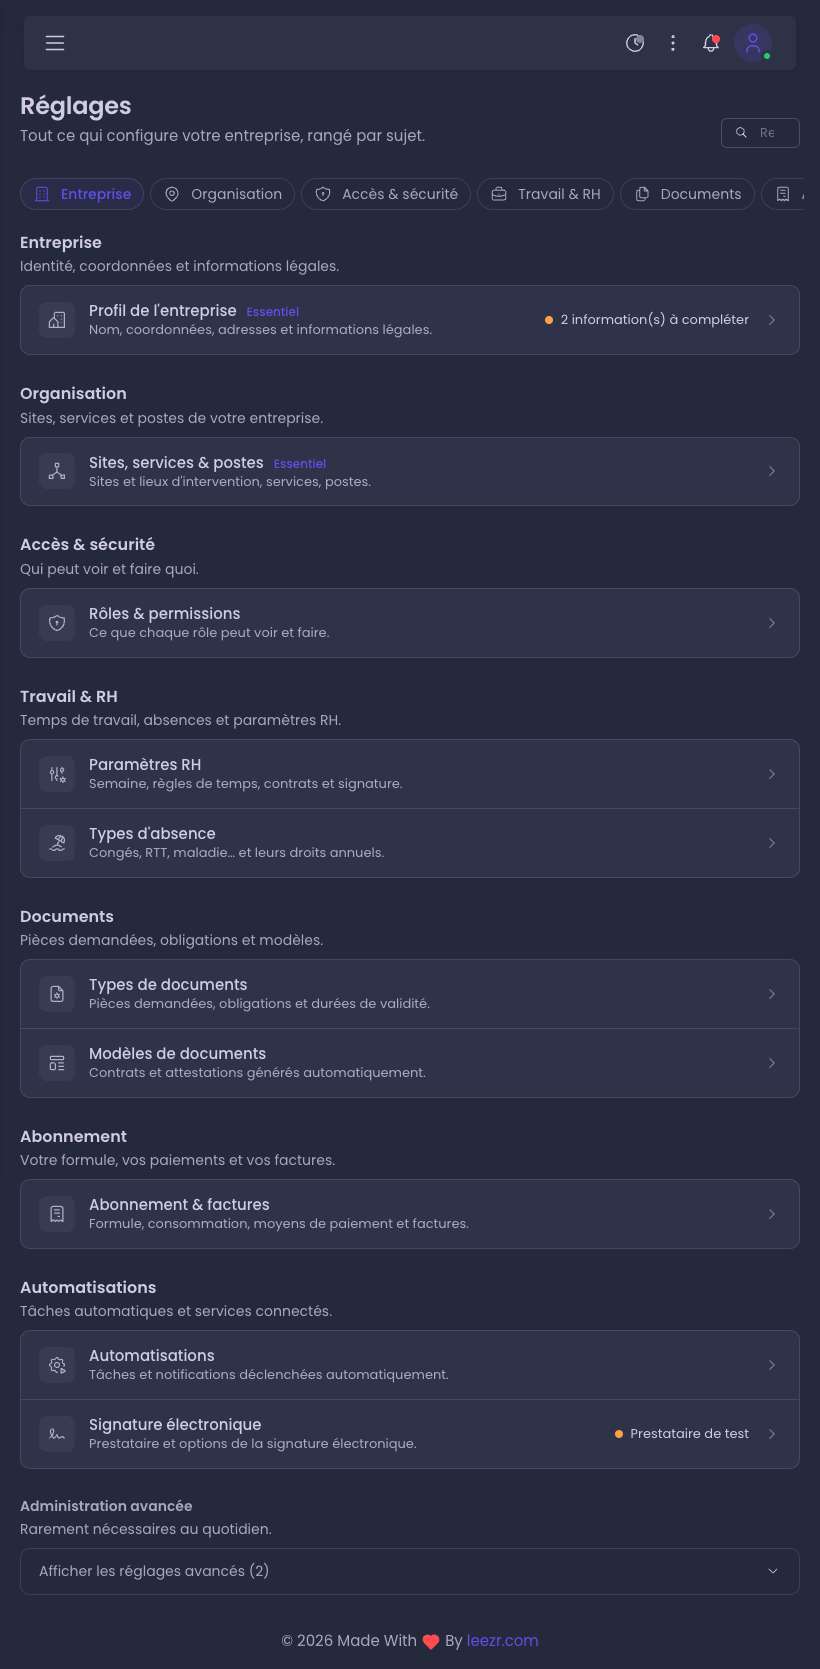 Réglages
Tout ce qui configure votre entreprise, rangé par sujet.
Entreprise
Organisation
Accès & sécurité
Travail & RH
Documents
Entreprise
Identité, coordonnées et informations légales.
Profil de l'entreprise Essentiel
Nom, coordonnées, adresses et informations légales.
2 information(s) à compléter
Organisation
Sites, services et postes de votre entreprise.
Sites, services & postes Essentiel
Sites et lieux d'intervention, services, postes.
Accès & sécurité
Qui peut voir et faire quoi.
Rôles & permissions
Ce que chaque rôle peut voir et faire.
Travail & RH
Temps de travail, absences et paramètres RH.
Paramètres RH
Semaine, règles de temps, contrats et signature.
Types d'absence
Congés, RTT, maladie… et leurs droits annuels.
Documents
Pièces demandées, obligations et modèles.
Types de documents
Pièces demandées, obligations et durées de validité.
Modèles de documents
Contrats et attestations générés automatiquement.
Abonnement
Votre formule, vos paiements et vos factures.
Abonnement & factures
Formule, consommation, moyens de paiement et factures.
Automatisations
Tâches automatiques et services connectés.
Automatisations
Tâches et notifications déclenchées automatiquement.
Signature électronique
Prestataire et options de la signature électronique.
Prestataire de test
Administration avancée
Rarement nécessaires au quotidien.
Afficher les réglages avancés (2)
© 2026 Made With By leezr.com